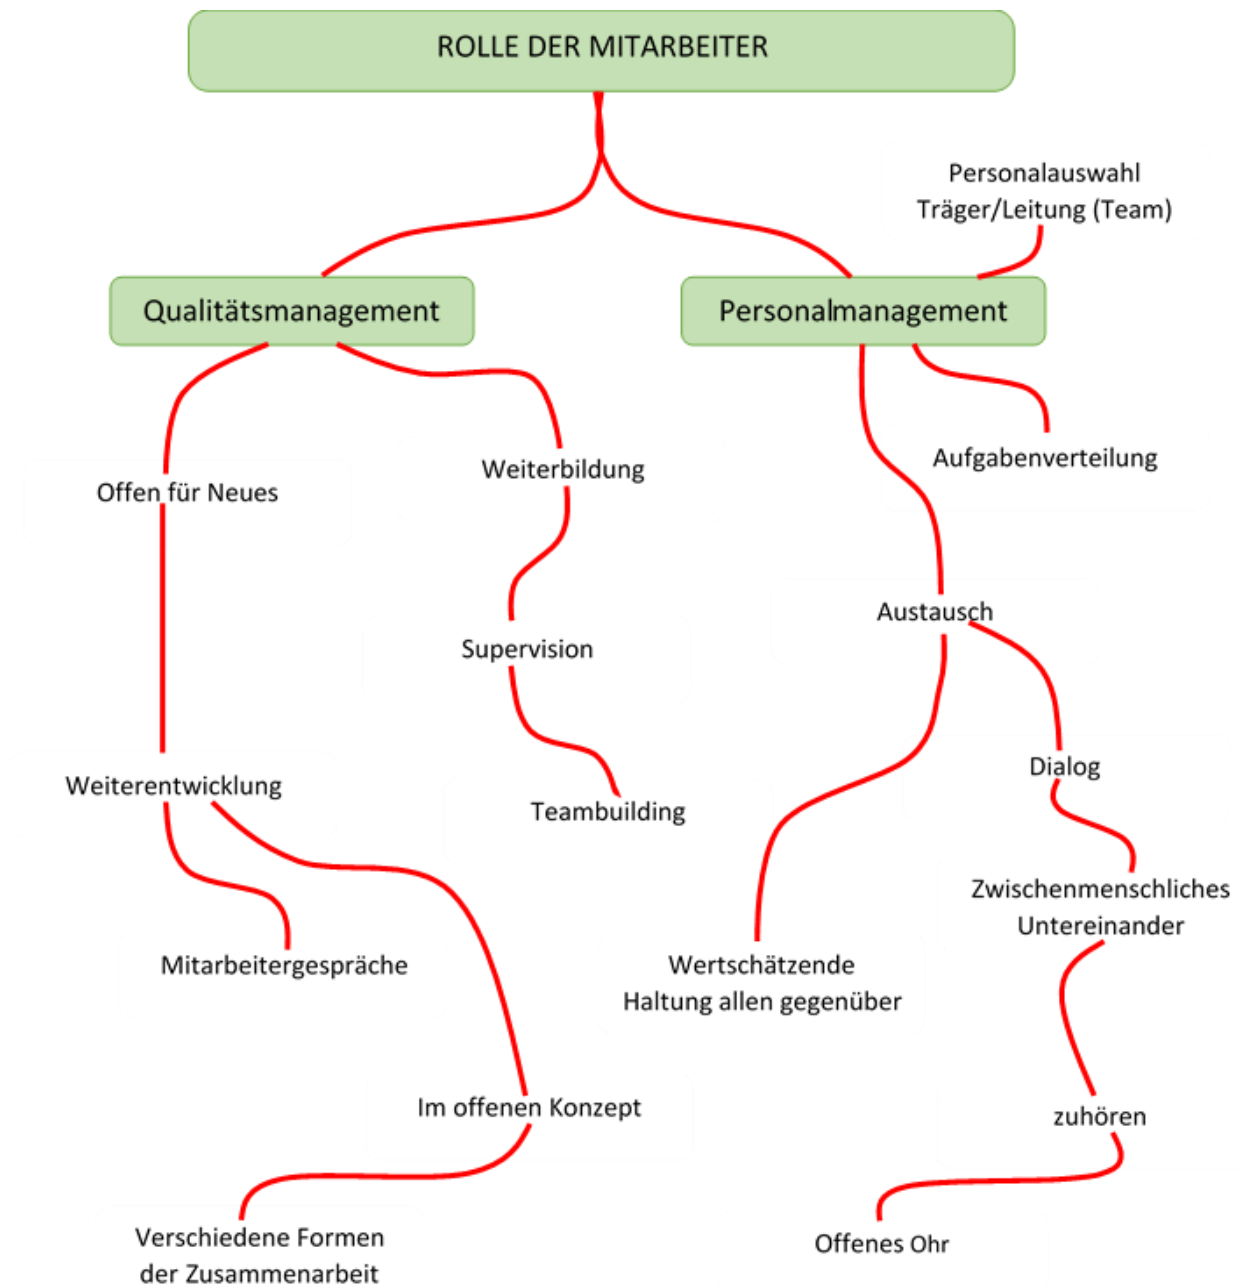 ROLLE DER MITARBEITER
Personalauswahl
Träger/Leitung (Team)
Qualitätsmanagement
Personalmanagement
Aufgabenverteilung
Weiterbildung
Offen für Neues
Austausch
Supervision
Dialog
Weiterentwicklung
Teambuilding
Zwischenmenschliches
Untereinander
Mitarbeitergespräche
Wertschätzende
Haltung allen gegenüber
Im offenen Konzept
zuhören
Verschiedene Formen
der Zusammenarbeit
Offenes Ohr